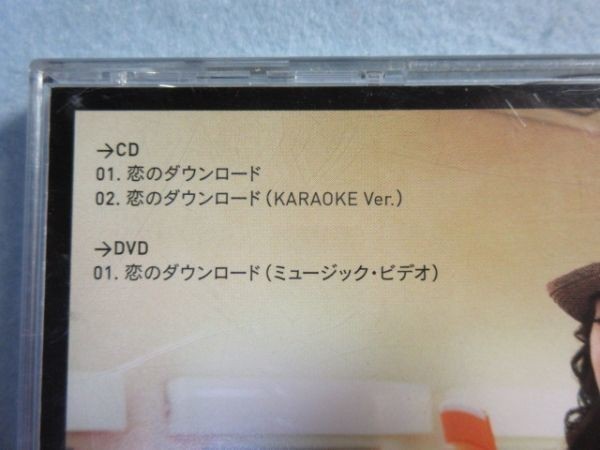 →CD
01. 恋のダウンロード
02. 恋のダウンロード(KARAOKE Ver.)
→DVD
01. 恋のダウンロード(ミュージック・ビデオ)